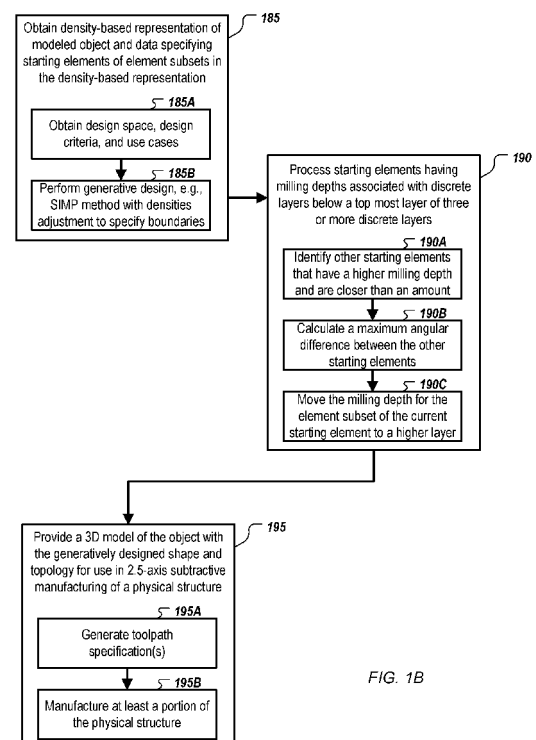 185
Obtain density-based representation of
modeled object and data specifying
starting elements of element subsets in
the density-based representation
185A
Obtain design space, design
criteria, and use cases
185B
Perform generative design, e.g.,
SIMP method with densities
adjustment to specify boundaries
190
Process starting elements having
milling depths associated with discrete
layers below a top most layer of three
or more discrete layers
190A
Identify other starting elements
that have a higher milling depth
and are closer than an amount
190B
Calculate a maximum angular
difference between the other
starting elements
190C
Move the milling depth for the
element subset of the current
starting element to a higher layer
195
Provide a 3D model of the object with
the generatively designed shape and
topology for use in 2.5-axis subtractive
manufacturing of a physical structure
195A
Generate toolpath
specification(s)
195B
Manufacture at least a portion of
the physical structure
FIG. 1B